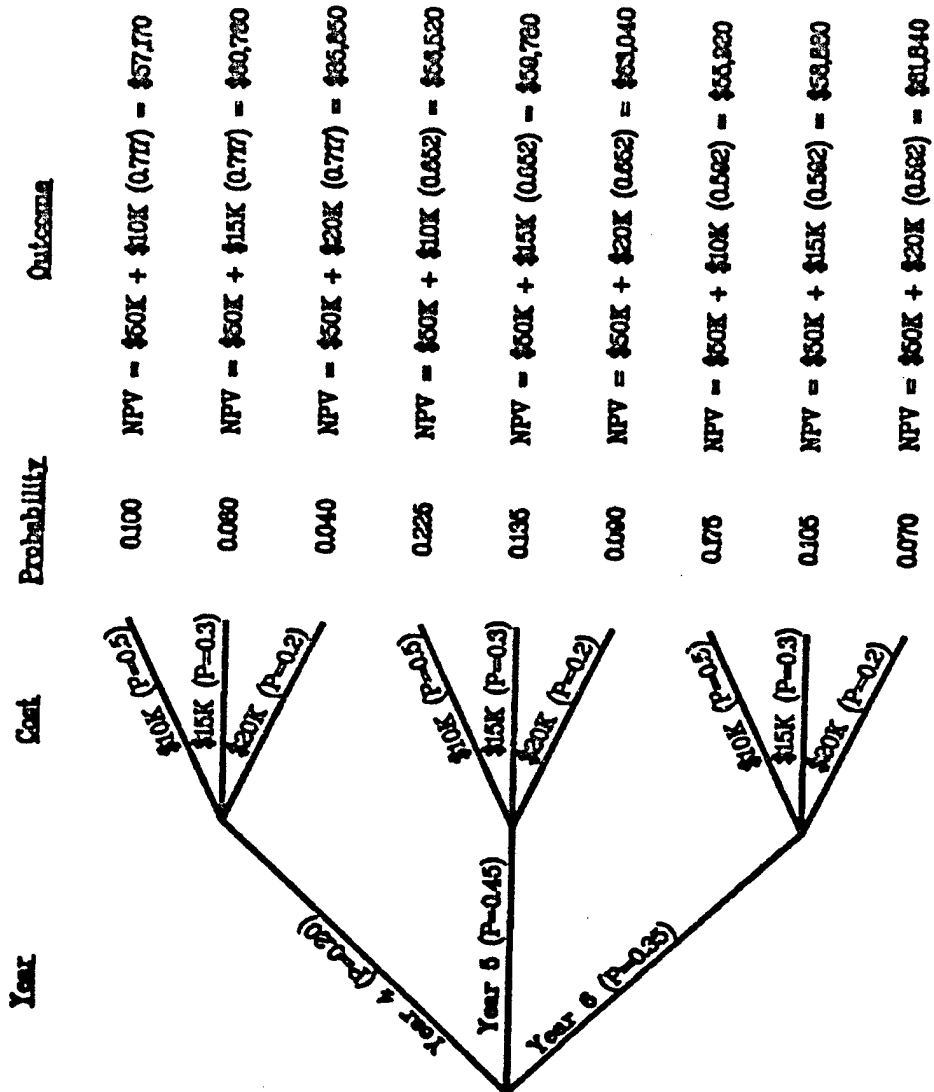 Year Cost Probability Outcome
Year 4 (P=0.20)
$10K (P=0.5) 0.100 NPV = $50K + $10K (0.717) = $57,170
$15K (P=0.3) 0.060 NPV = $50K + $15K (0.717) = $60,760
$20K (P=0.2) 0.040 NPV = $50K + $20K (0.717) =
Year 5 (P=0.45)
$10K (P=0.5) 0.225 NPV = $50K + $10K (0.652) = $56,520
$15K (P=0.3) 0.135 NPV = $50K + $15K (0.652) = $59,780
$20K (P=0.2) 0.090 NPV = $50K + $20K (0.652) = $63,040
Year 6 (P=0.35)
$10K (P=0.5) 0.175 NPV = $50K + $10K (0.592) = $55,920
$15K (P=0.3) 0.105 NPV = $50K + $15K (0.592) = $58,880
$20K (P=0.2) 0.070 NPV = $50K + $20K (0.592) = $61,840